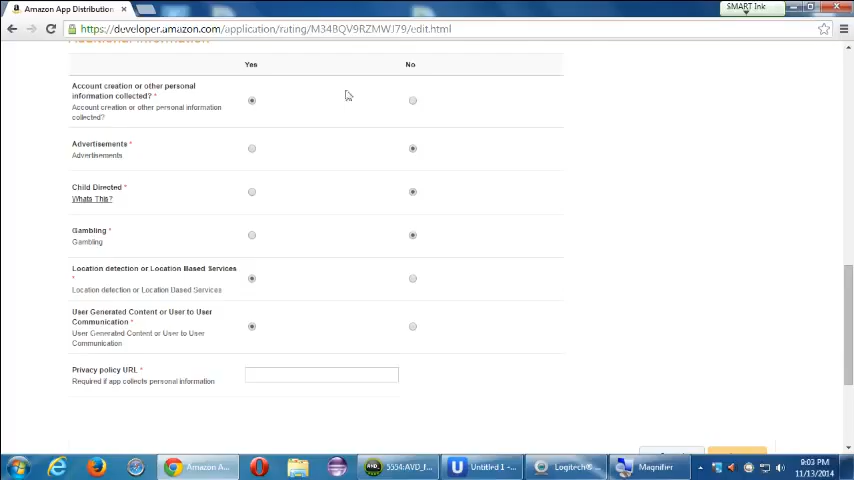 Amazon App Distribution
SMART Ink
https://developer.amazon.com/application/rating/M34BQV9RZMWJ79/edit.html
Additional Information
Yes No
Account creation or other personal
information collected? *
Account creation or other personal information
collected?
Advertisements *
Advertisements
Child Directed *
Whats This?
Gambling *
Gambling
Location detection or Location Based Services
*
Location detection or Location Based Services
User Generated Content or User to User
Communication *
User Generated Content or User to User
Communication
Privacy policy URL *
Required if app collects personal information
Amazon A...
5554:AVD_f...
Untitled 1 -...
Logitech® ...
Magnifier
9:03 PM
11/13/2014